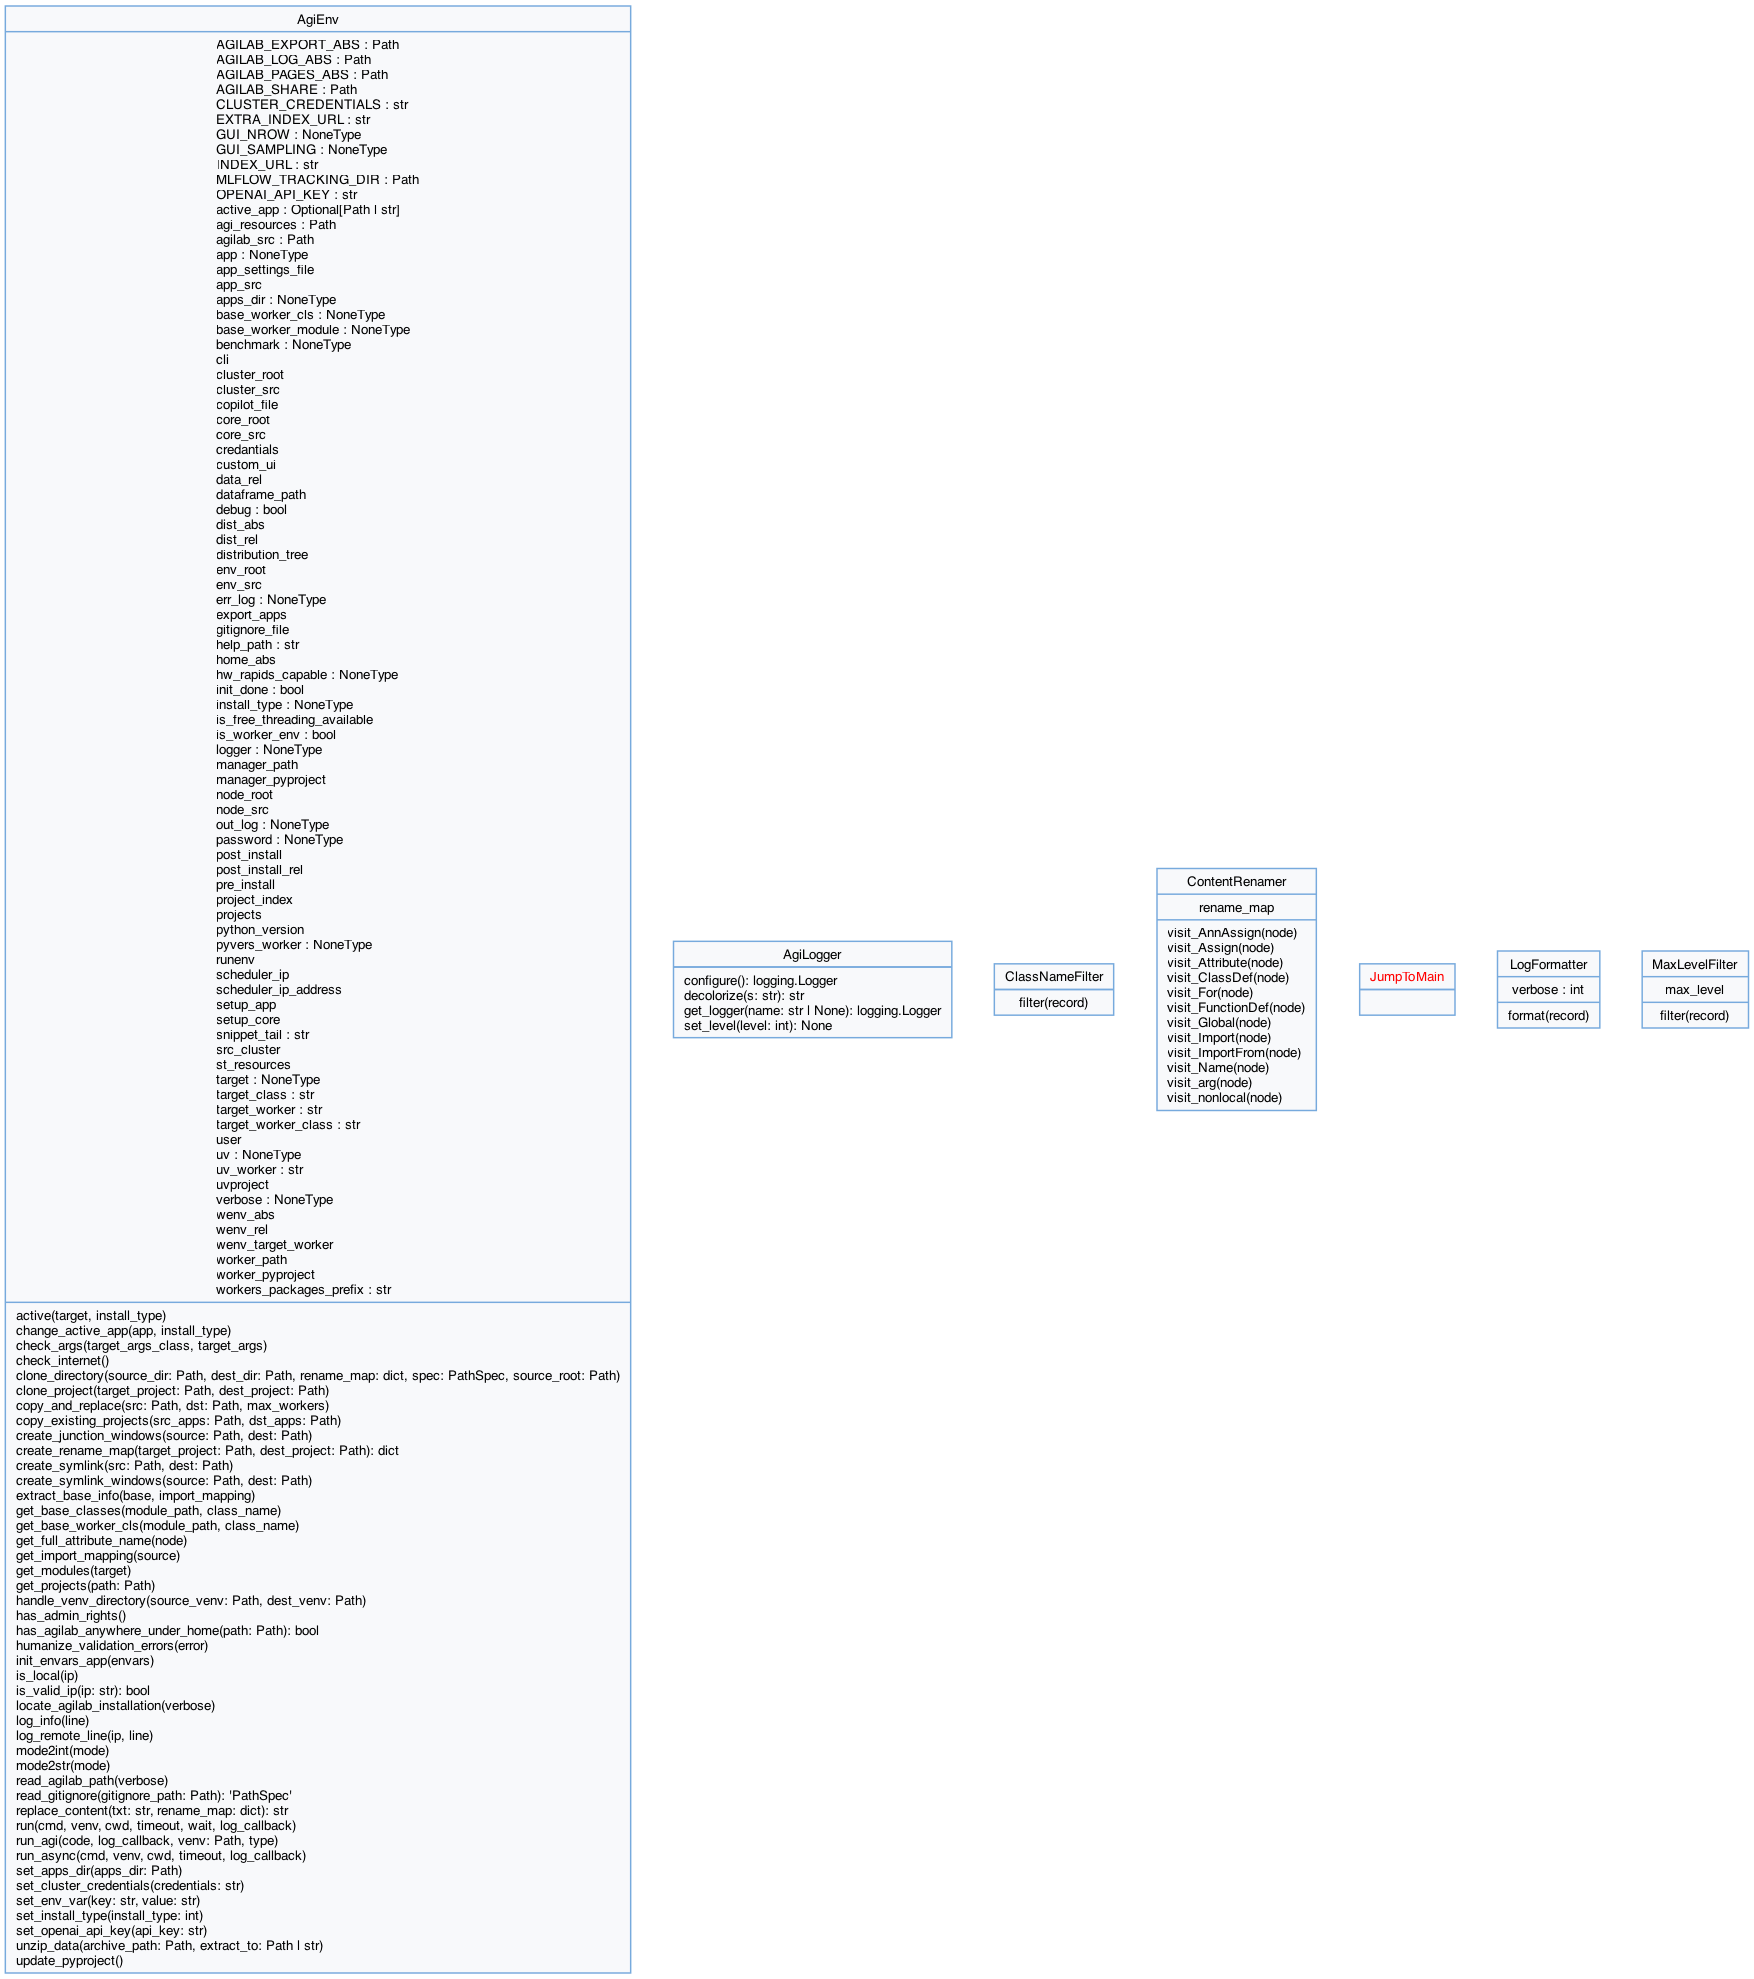 AgiEnv
AGILAB_EXPORT_ABS : Path
AGILAB_LOG_ABS : Path
AGILAB_PAGES_ABS : Path
AGILAB_SHARE : Path
CLUSTER_CREDENTIALS : str
EXTRA_INDEX_URL : str
GUI_NROW : NoneType
GUI_SAMPLING : NoneType
INDEX_URL : str
MLFLOW_TRACKING_DIR : Path
OPENAI_API_KEY : str
active_app : Optional[Path | str]
agi_resources : Path
agilab_src : Path
app : NoneType
app_settings_file
app_src
apps_dir : NoneType
base_worker_cls : NoneType
base_worker_module : NoneType
benchmark : NoneType
cli
cluster_root
cluster_src
copilot_file
core_root
core_src
credantials
custom_ui
data_rel
dataframe_path
debug : bool
dist_abs
dist_rel
distribution_tree
env_root
env_src
err_log : NoneType
export_apps
gitignore_file
help_path : str
home_abs
hw_rapids_capable : NoneType
init_done : bool
install_type : NoneType
is_free_threading_available
is_worker_env : bool
logger : NoneType
manager_path
manager_pyproject
node_root
node_src
out_log : NoneType
password : NoneType
post_install
post_install_rel
pre_install
project_index
projects
python_version
pyvers_worker : NoneType
runenv
scheduler_ip
scheduler_ip_address
setup_app
setup_core
snippet_tail : str
src_cluster
st_resources
target : NoneType
target_class : str
target_worker : str
target_worker_class : str
user
uv : NoneType
uv_worker : str
uvproject
verbose : NoneType
wenv_abs
wenv_rel
wenv_target_worker
worker_path
worker_pyproject
workers_packages_prefix : str
active(target, install_type)
change_active_app(app, install_type)
check_args(target_args_class, target_args)
check_internet()
clone_directory(source_dir: Path, dest_dir: Path, rename_map: dict, spec: PathSpec, source_root: Path)
clone_project(target_project: Path, dest_project: Path)
copy_and_replace(src: Path, dst: Path, max_workers)
copy_existing_projects(src_apps: Path, dst_apps: Path)
create_junction_windows(source: Path, dest: Path)
create_rename_map(target_project: Path, dest_project: Path): dict
create_symlink(src: Path, dest: Path)
create_symlink_windows(source: Path, dest: Path)
extract_base_info(base, import_mapping)
get_base_classes(module_path, class_name)
get_base_worker_cls(module_path, class_name)
get_full_attribute_name(node)
get_import_mapping(source)
get_modules(target)
get_projects(path: Path)
handle_venv_directory(source_venv: Path, dest_venv: Path)
has_admin_rights()
has_agilab_anywhere_under_home(path: Path): bool
humanize_validation_errors(error)
init_envars_app(envars)
is_local(ip)
is_valid_ip(ip: str): bool
locate_agilab_installation(verbose)
log_info(line)
log_remote_line(ip, line)
mode2int(mode)
mode2str(mode)
read_agilab_path(verbose)
read_gitignore(gitignore_path: Path): 'PathSpec'
replace_content(txt: str, rename_map: dict): str
run(cmd, venv, cwd, timeout, wait, log_callback)
run_agi(code, log_callback, venv: Path, type)
run_async(cmd, venv, cwd, timeout, log_callback)
set_apps_dir(apps_dir: Path)
set_cluster_credentials(credentials: str)
set_env_var(key: str, value: str)
set_install_type(install_type: int)
set_openai_api_key(api_key: str)
unzip_data(archive_path: Path, extract_to: Path | str)
update_pyproject()
AgiLogger
configure(): logging.Logger
decolorize(s: str): str
get_logger(name: str | None): logging.Logger
set_level(level: int): None
ClassNameFilter
filter(record)
ContentRenamer
rename_map
visit_AnnAssign(node)
visit_Assign(node)
visit_Attribute(node)
visit_ClassDef(node)
visit_For(node)
visit_FunctionDef(node)
visit_Global(node)
visit_Import(node)
visit_ImportFrom(node)
visit_Name(node)
visit_arg(node)
visit_nonlocal(node)
JumpToMain
LogFormatter
verbose : int
format(record)
MaxLevelFilter
max_level
filter(record)